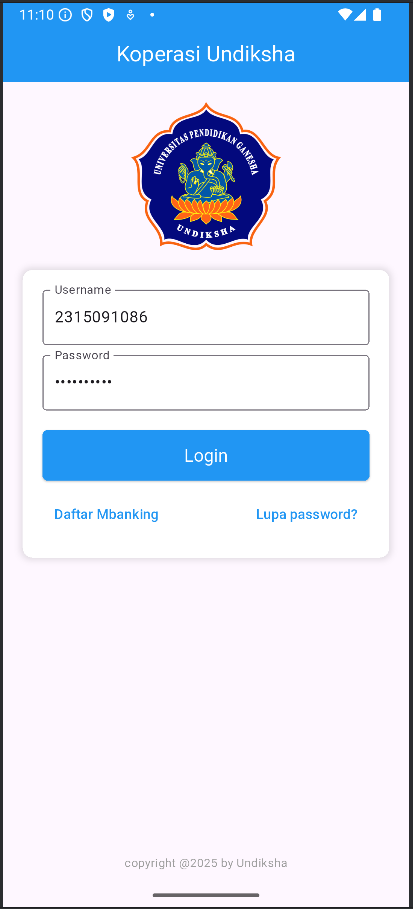 11:10
Koperasi Undiksha
UNIVERSITAS PENDIDIKAN GANESHA
UNDIKSHA
Username
2315091086
Password
••••••••••
Login
Daftar Mbanking
Lupa password?
copyright @2025 by Undiksha